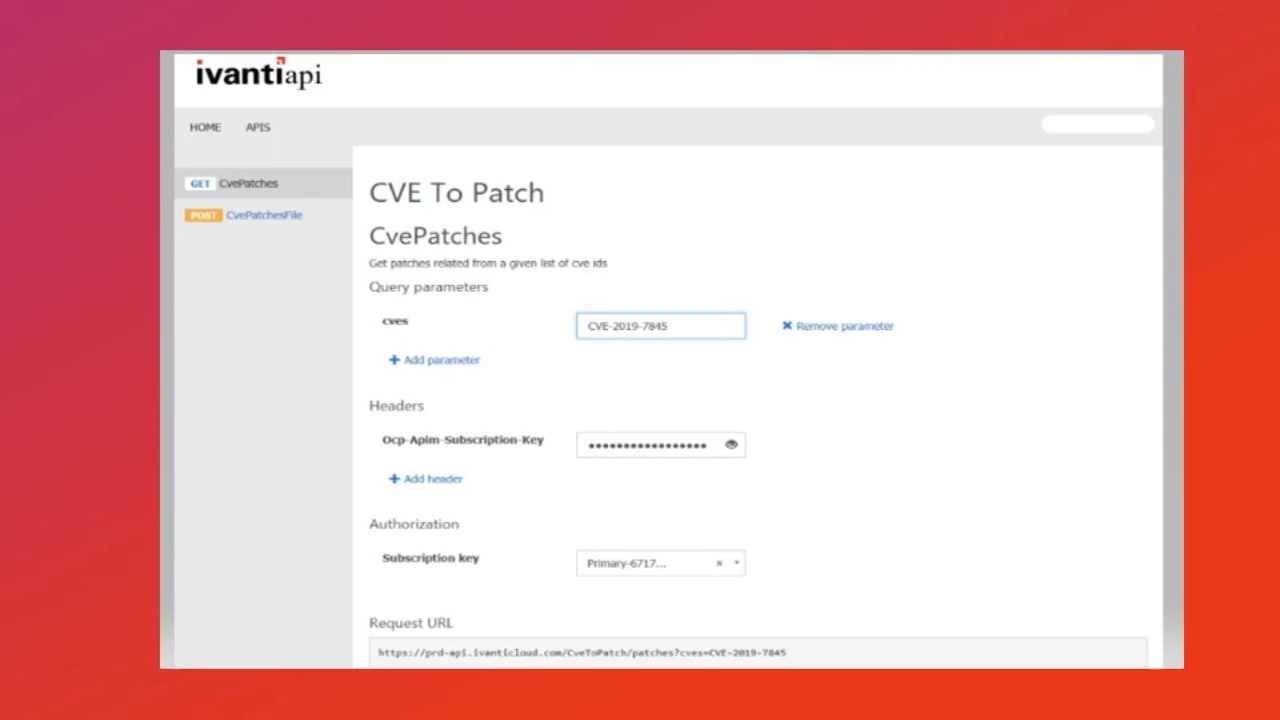 ivantiapi
HOME APIS
GET CvePatches
POST CvePatchesFile
CVE To Patch
CvePatches
Get patches related from a given list of cve ids
Query parameters
cves CVE-2019-7845 Remove parameter
Add parameter
Headers
Ocp-Apim-Subscription-Key
Add header
Authorization
Subscription key Primary-6717...
Request URL
https://prd-api.ivanticloud.com/CveToPatch/patches?cves=CVE-2019-7845